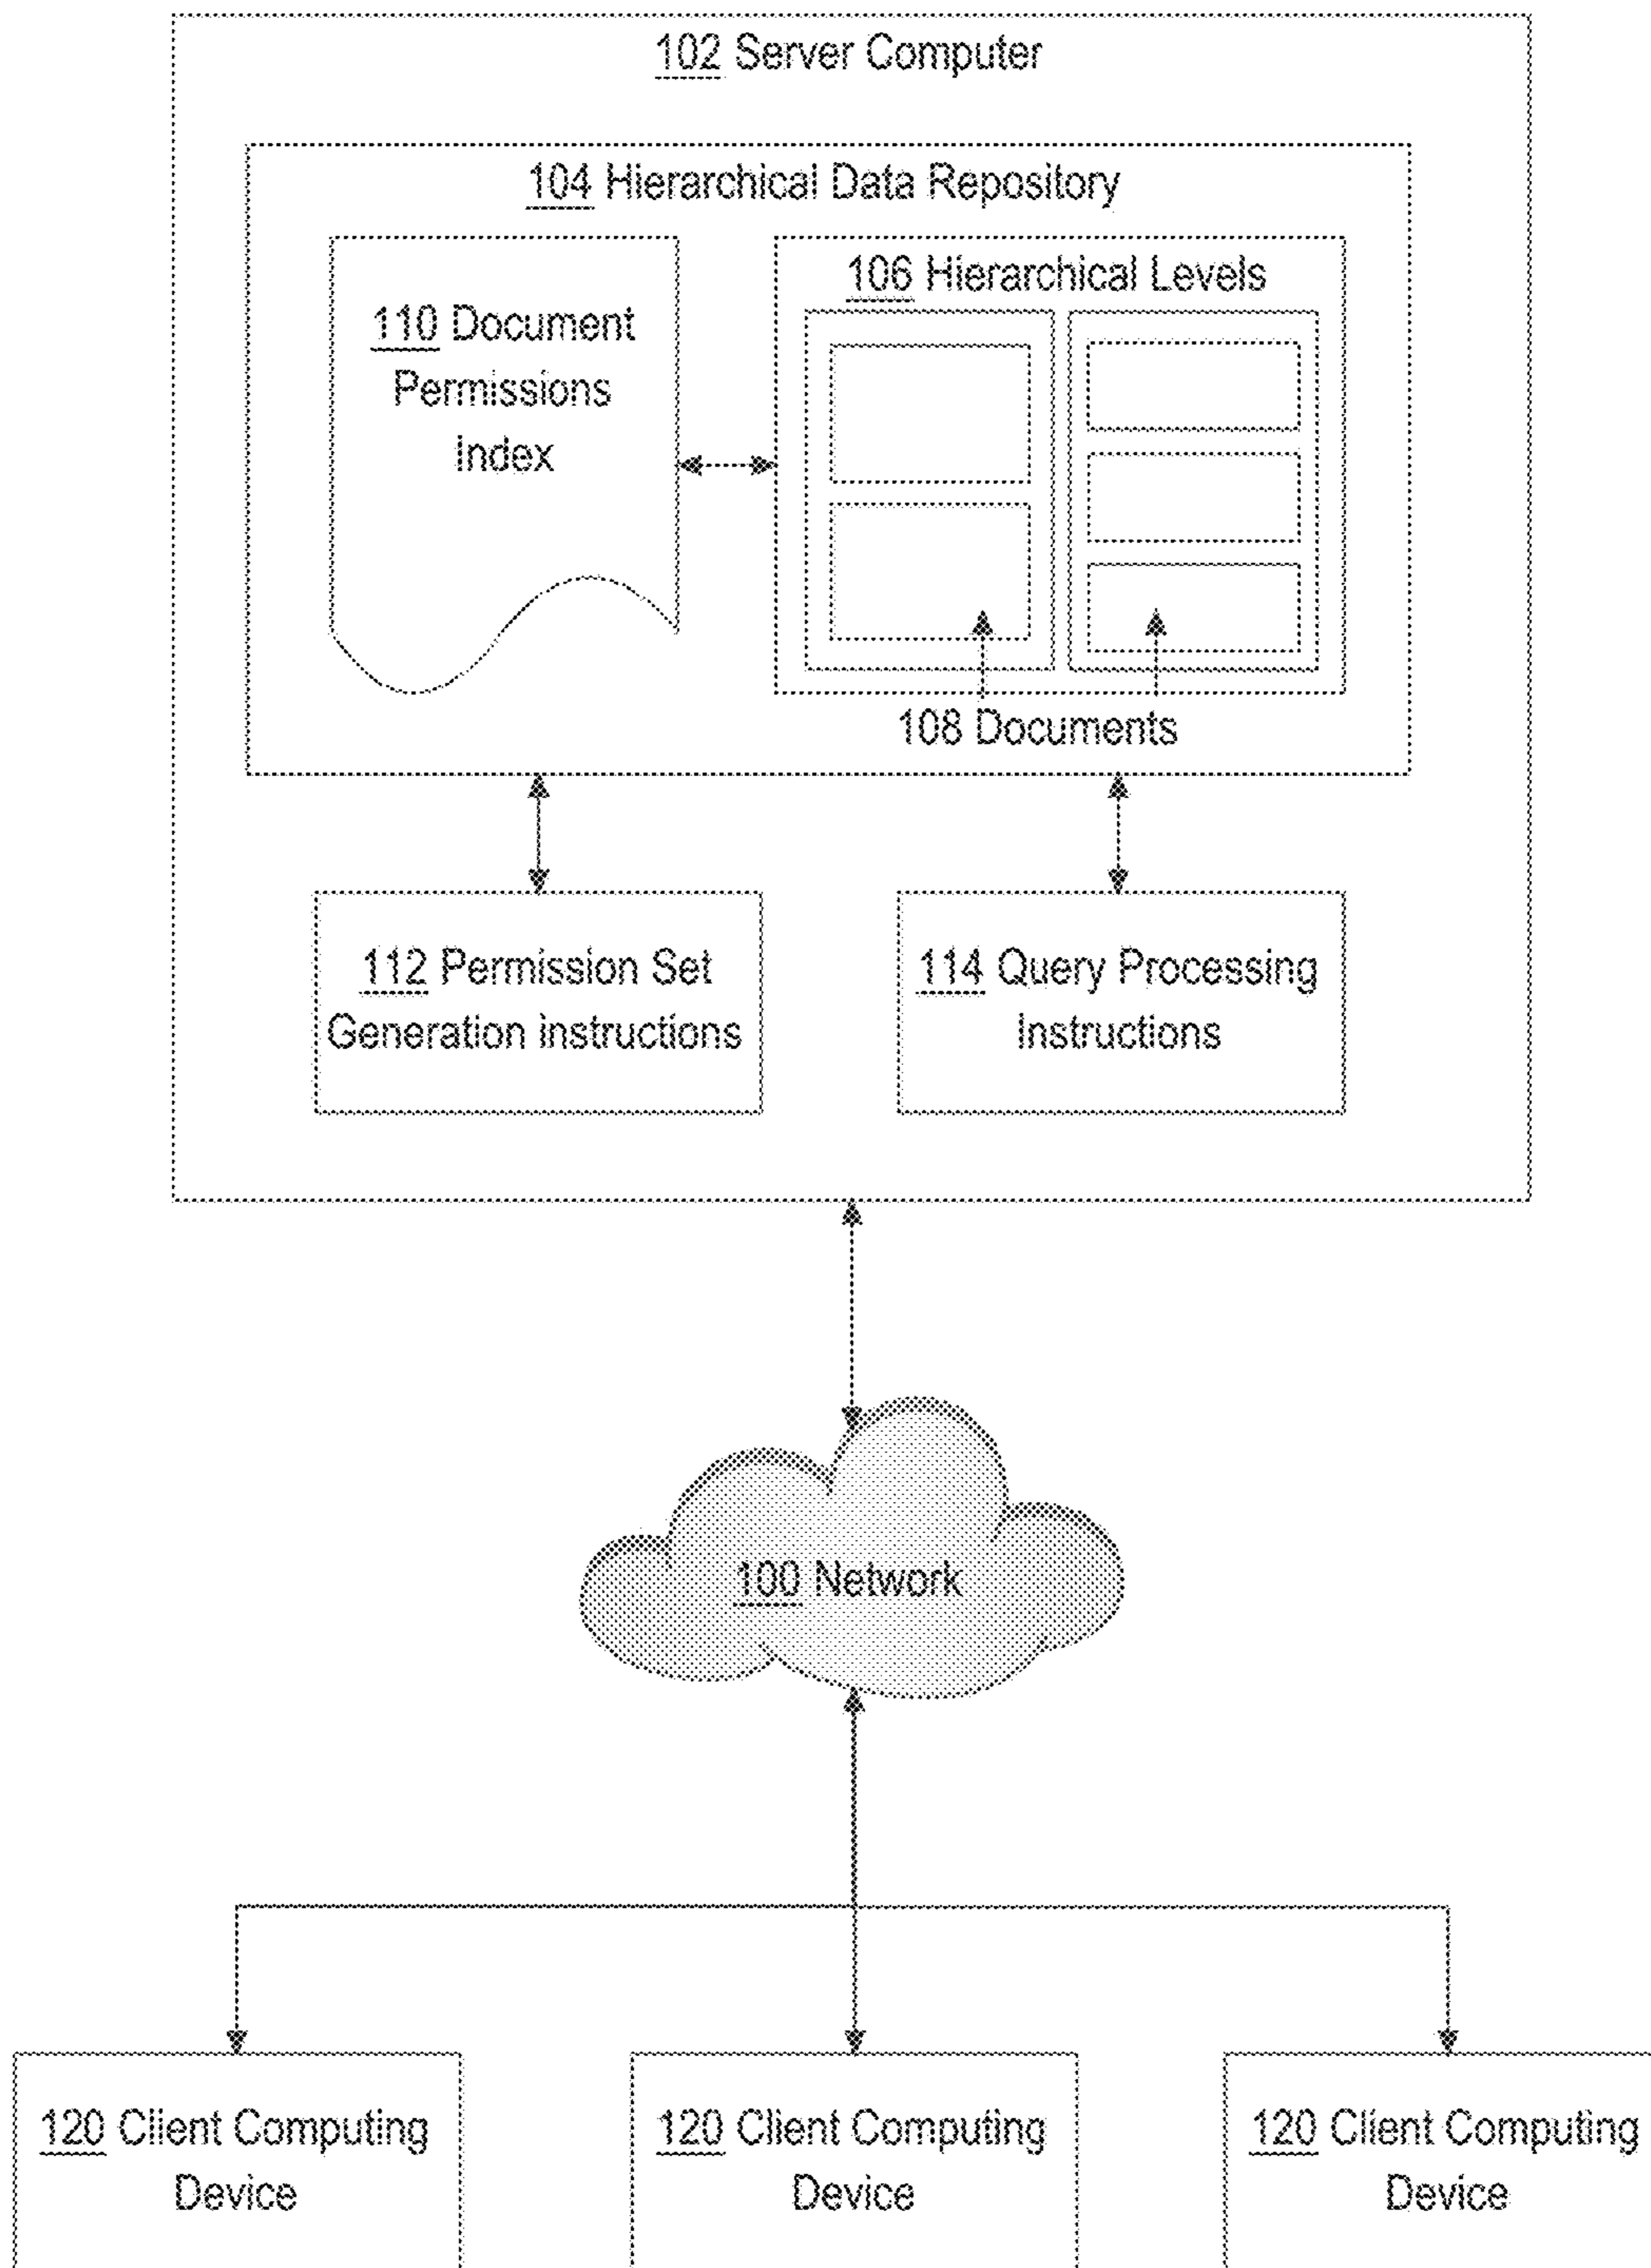 102 Server Computer
104 Hierarchical Data Repository
106 Hierarchical Levels
110 Document
Permissions
Index
108 Documents
112 Permission Set
Generation instructions
114 Query Processing
Instructions
100 Network
120 Client Computing
Device
120 Client Computing
Device
120 Client Computing
Device